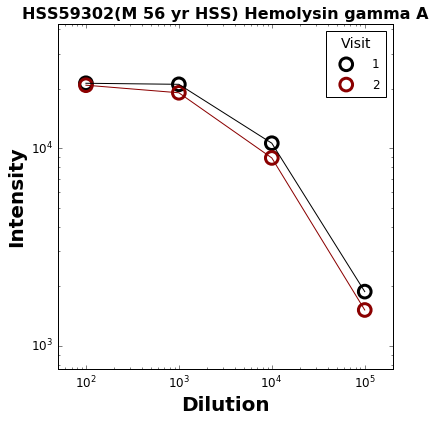 HSS59302(M 56 yr HSS) Hemolysin gamma A
Visit
1
2
10⁴
10³
Intensity
10² 10³ 10⁴ 10⁵
Dilution